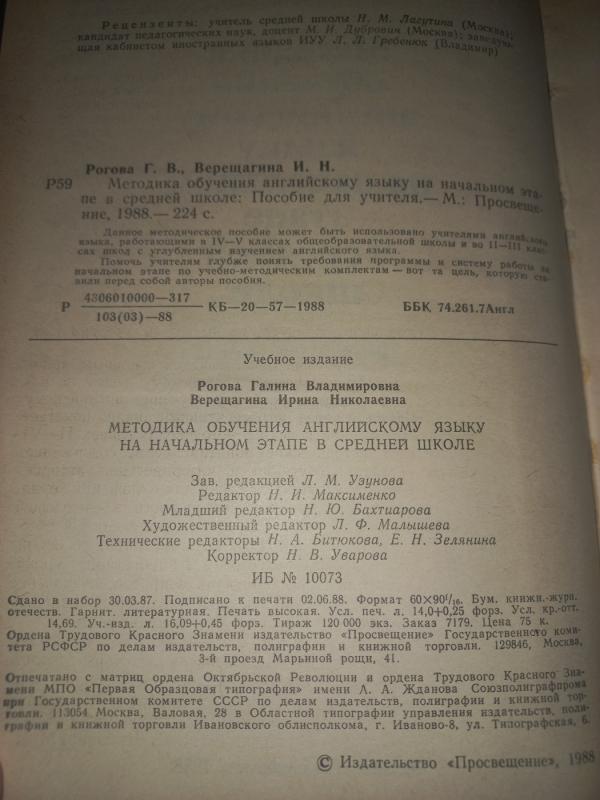 Рецензенты: учитель средней школы Н. М. Лагутина (Москва);
кандидат педагогических наук, доцент М. И. Дубровин (Москва); заведую-
щая кабинетом иностранных языков ИУУ Л. Л. Гребенюк (Владимир)
Рогова Г. В., Верещагина И. Н.
Р59 Методика обучения английскому языку на начальном эта-
пе в средней школе: Пособие для учителя.— М.: Просвеще-
ние, 1988.— 224 с.
Данное методическое пособие может быть использовано учителями английского
языка, работающими в IV—V классах общеобразовательной школы и во II—III клас-
сах школ с углубленным изучением английского языка.
Помочь учителям глубже понять требования программы и систему работы на
начальном этапе по учебно-методическим комплектам — вот та цель, которую ста-
вили перед собой авторы пособия.
Р 4306010000—317
103(03)—88 КБ—20—57—1988 ББК 74.261.7Англ
Учебное издание
Рогова Галина Владимировна
Верещагина Ирина Николаевна
МЕТОДИКА ОБУЧЕНИЯ АНГЛИЙСКОМУ ЯЗЫКУ
НА НАЧАЛЬНОМ ЭТАПЕ В СРЕДНЕЙ ШКОЛЕ
Зав. редакцией Л. М. Узунова
Редактор Н. И. Максименко
Младший редактор Н. Ю. Бахтиарова
Художественный редактор Л. Ф. Малышева
Технические редакторы Н. А. Битюкова, Е. Н. Зелянина
Корректор Н. В. Уварова
ИБ № 10073
Сдано в набор 30.03.87. Подписано к печати 02.06.88. Формат 60×90¹/₁₆. Бум. книжн.-журн.
отечеств. Гарнит. литературная. Печать высокая. Усл. печ. л. 14,0+0,25 форз. Усл. кр.-отт.
14,69. Уч.-изд. л. 16,09+0,45 форз. Тираж 120 000 экз. Заказ 7179. Цена 75 к.
Ордена Трудового Красного Знамени издательство «Просвещение» Государственного коми-
тета РСФСР по делам издательств, полиграфии и книжной торговли. 129846, Москва,
3-й проезд Марьиной рощи, 41.
Отпечатано с матриц ордена Октябрьской Революции и ордена Трудового Красного Зна-
мени МПО «Первая Образцовая типография» имени А. А. Жданова Союзполиграфпрома
при Государственном комитете СССР по делам издательств, полиграфии и книжной тор-
говли. 113054 Москва, Валовая, 28 в Областной типографии управления издательств, поли-
графии и книжной торговли Ивановского облисполкома, г. Иваново-8, ул. Типографская, 6.
© Издательство «Просвещение», 1988